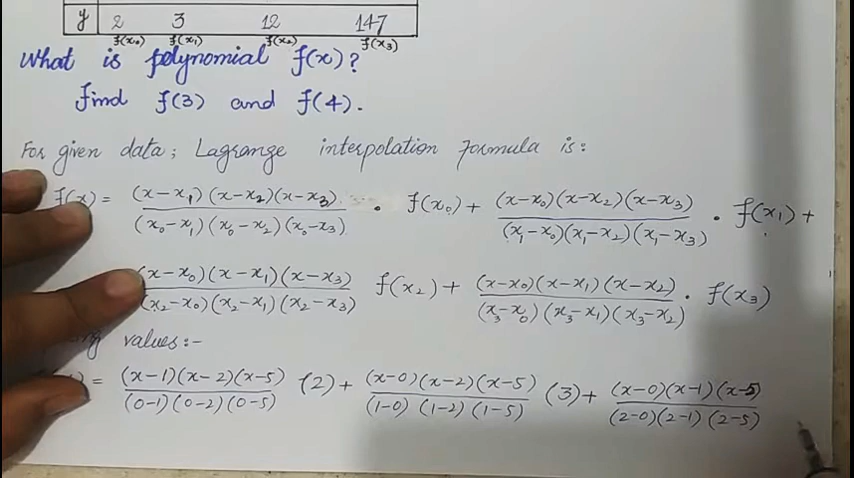 y 2 3 12 147
f(x₀) f(x₁) f(x₂) f(x₃)
What is polynomial f(x)?
Find f(3) and f(4).
For given data; Lagrange interpolation formula is:
f(x) = (x-x₁)(x-x₂)(x-x₃) / (x₀-x₁)(x₀-x₂)(x₀-x₃) · f(x₀) + (x-x₀)(x-x₂)(x-x₃) / (x₁-x₀)(x₁-x₂)(x₁-x₃) · f(x₁) +
(x-x₀)(x-x₁)(x-x₃) / (x₂-x₀)(x₂-x₁)(x₂-x₃) f(x₂) + (x-x₀)(x-x₁)(x-x₂) / (x₃-x₀)(x₃-x₁)(x₃-x₂) · f(x₃)
values:-
= (x-1)(x-2)(x-5) / (0-1)(0-2)(0-5) (2) + (x-0)(x-2)(x-5) / (1-0)(1-2)(1-5) (3) + (x-0)(x-1)(x-5) / (2-0)(2-1)(2-5)